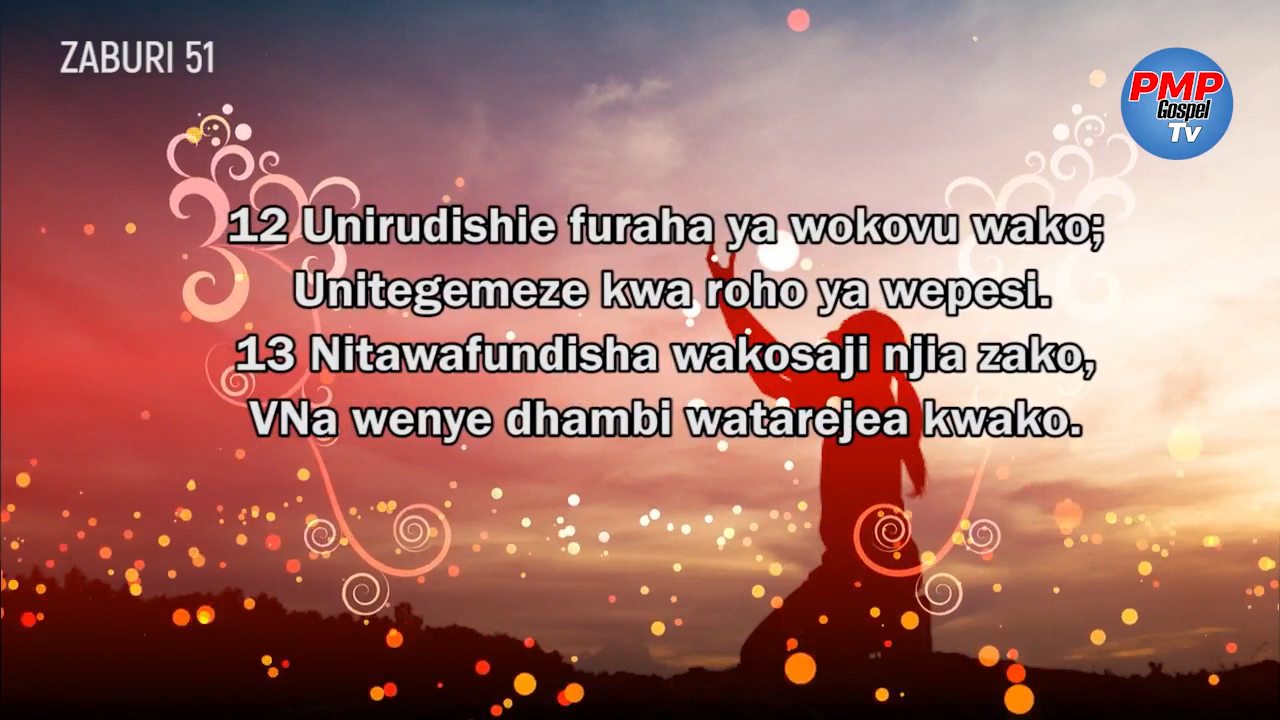 ZABURI 51
PMP
Gospel
Tv
12 Unirudishie furaha ya wokovu wako;
Unitegemeze kwa roho ya wepesi.
13 Nitawafundisha wakosaji njia zako,
VNa wenye dhambi watarejea kwako.